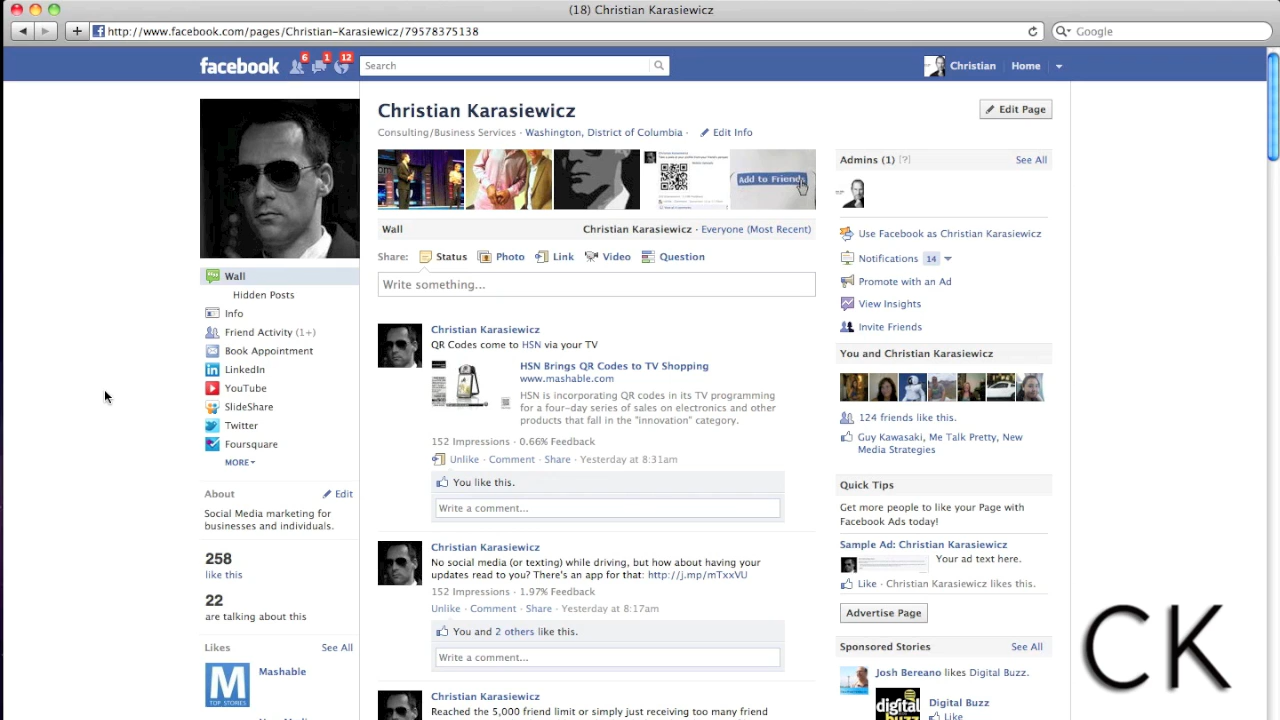 (18) Christian Karasiewicz
http://www.facebook.com/pages/Christian-Karasiewicz/79578375138
Google
facebook
6
1
12
Search
Christian
Home
Christian Karasiewicz
Edit Page
Consulting/Business Services · Washington, District of Columbia · Edit Info
Add to Friends
Wall
Christian Karasiewicz · Everyone (Most Recent)
Share: Status Photo Link Video Question
Write something...
Wall
Hidden Posts
Info
Friend Activity (1+)
Book Appointment
LinkedIn
YouTube
SlideShare
Twitter
Foursquare
MORE
About
Edit
Social Media marketing for
businesses and individuals.
258
like this
22
are talking about this
Likes
See All
M
TOP STORIES
Mashable
Christian Karasiewicz
QR Codes come to HSN via your TV
HSN Brings QR Codes to TV Shopping
www.mashable.com
HSN is incorporating QR codes in its TV programming
for a four-day series of sales on electronics and other
products that fall in the "innovation" category.
152 Impressions · 0.66% Feedback
Unlike · Comment · Share · Yesterday at 8:31am
You like this.
Write a comment...
Christian Karasiewicz
No social media (or texting) while driving, but how about having your
updates read to you? There's an app for that: http://j.mp/mTxxVU
152 Impressions · 1.97% Feedback
Unlike · Comment · Share · Yesterday at 8:17am
You and 2 others like this.
Write a comment...
Christian Karasiewicz
Reached the 5,000 friend limit or simply just receiving too many friend
Admins (1) [?]
See All
Use Facebook as Christian Karasiewicz
Notifications 14
Promote with an Ad
View Insights
Invite Friends
You and Christian Karasiewicz
124 friends like this.
Guy Kawasaki, Me Talk Pretty, New
Media Strategies
Quick Tips
Get more people to like your Page with
Facebook Ads today!
Sample Ad: Christian Karasiewicz
Your ad text here.
Like · Christian Karasiewicz likes this.
Advertise Page
Sponsored Stories
See All
Josh Bereano likes Digital Buzz.
digital
Digital Buzz
Like
CK